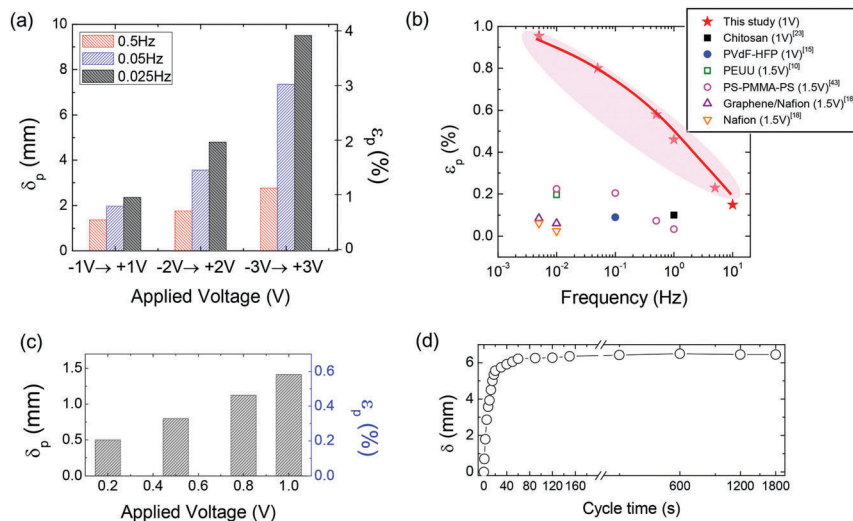 (a)
0.5Hz
0.05Hz
0.025Hz
10
8
6
4
2
0
δp (mm)
4
3
2
1
0
εp (%)
-1V→ +1V
-2V→ +2V
-3V→ +3V
Applied Voltage (V)
(b)
This study (1V)
Chitosan (1V)[23]
PVdF-HFP (1V)[15]
PEUU (1.5V)[10]
PS-PMMA-PS (1.5V)[43]
Graphene/Nafion (1.5V)[18
Nafion (1.5V)[18]
1.0
0.8
0.6
0.4
0.2
0.0
εp (%)
10-3
10-2
10-1
100
101
Frequency (Hz)
(c)
1.5
1.0
0.5
δp (mm)
0.6
0.4
0.2
0.0
εp (%)
0.2
0.4
0.6
0.8
1.0
Applied Voltage (V)
(d)
6
4
2
0
δ (mm)
0
40
80
120
160
600
1200
1800
Cycle time (s)